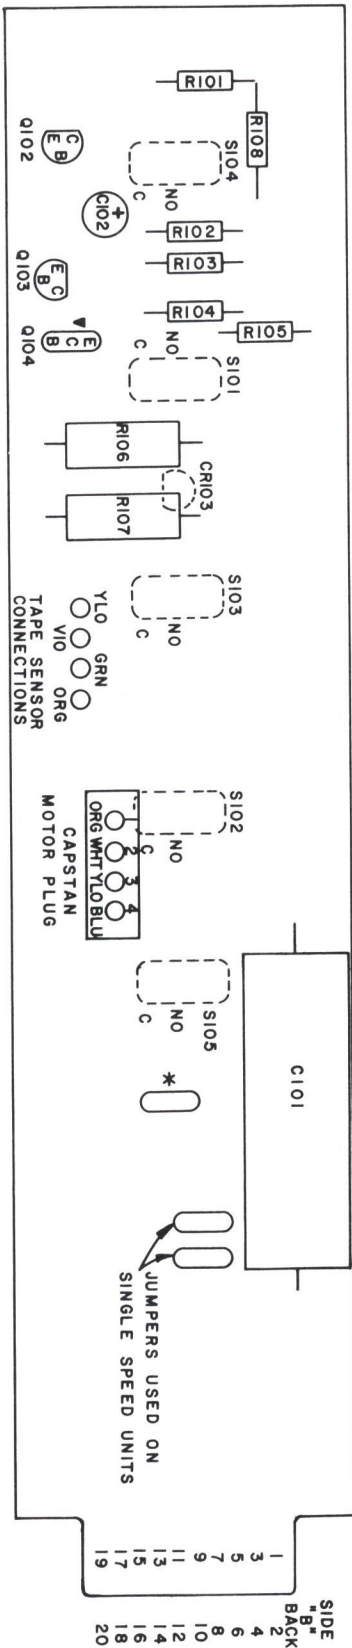 R101
R108
Q102
C
E
B
S104
NO
C
+
C102
R102
R103
Q103
E
C
B
R104
R105
Q104
E
C
B
NO
C
S101
R106
CR103
R107
S103
NO
C
YLO
VIO
GRN
ORG
TAPE SENSOR
CONNECTIONS
S102
NO
C
ORG WHT YLO BLU
2 3 4
CAPSTAN
MOTOR PLUG
S105
NO
C
C101
*
JUMPERS USED ON
SINGLE SPEED UNITS
1 3 5 7 9 11 13 15 17 19
2 4 6 8 10 12 14 16 18 20
SIDE
"B"
BACK